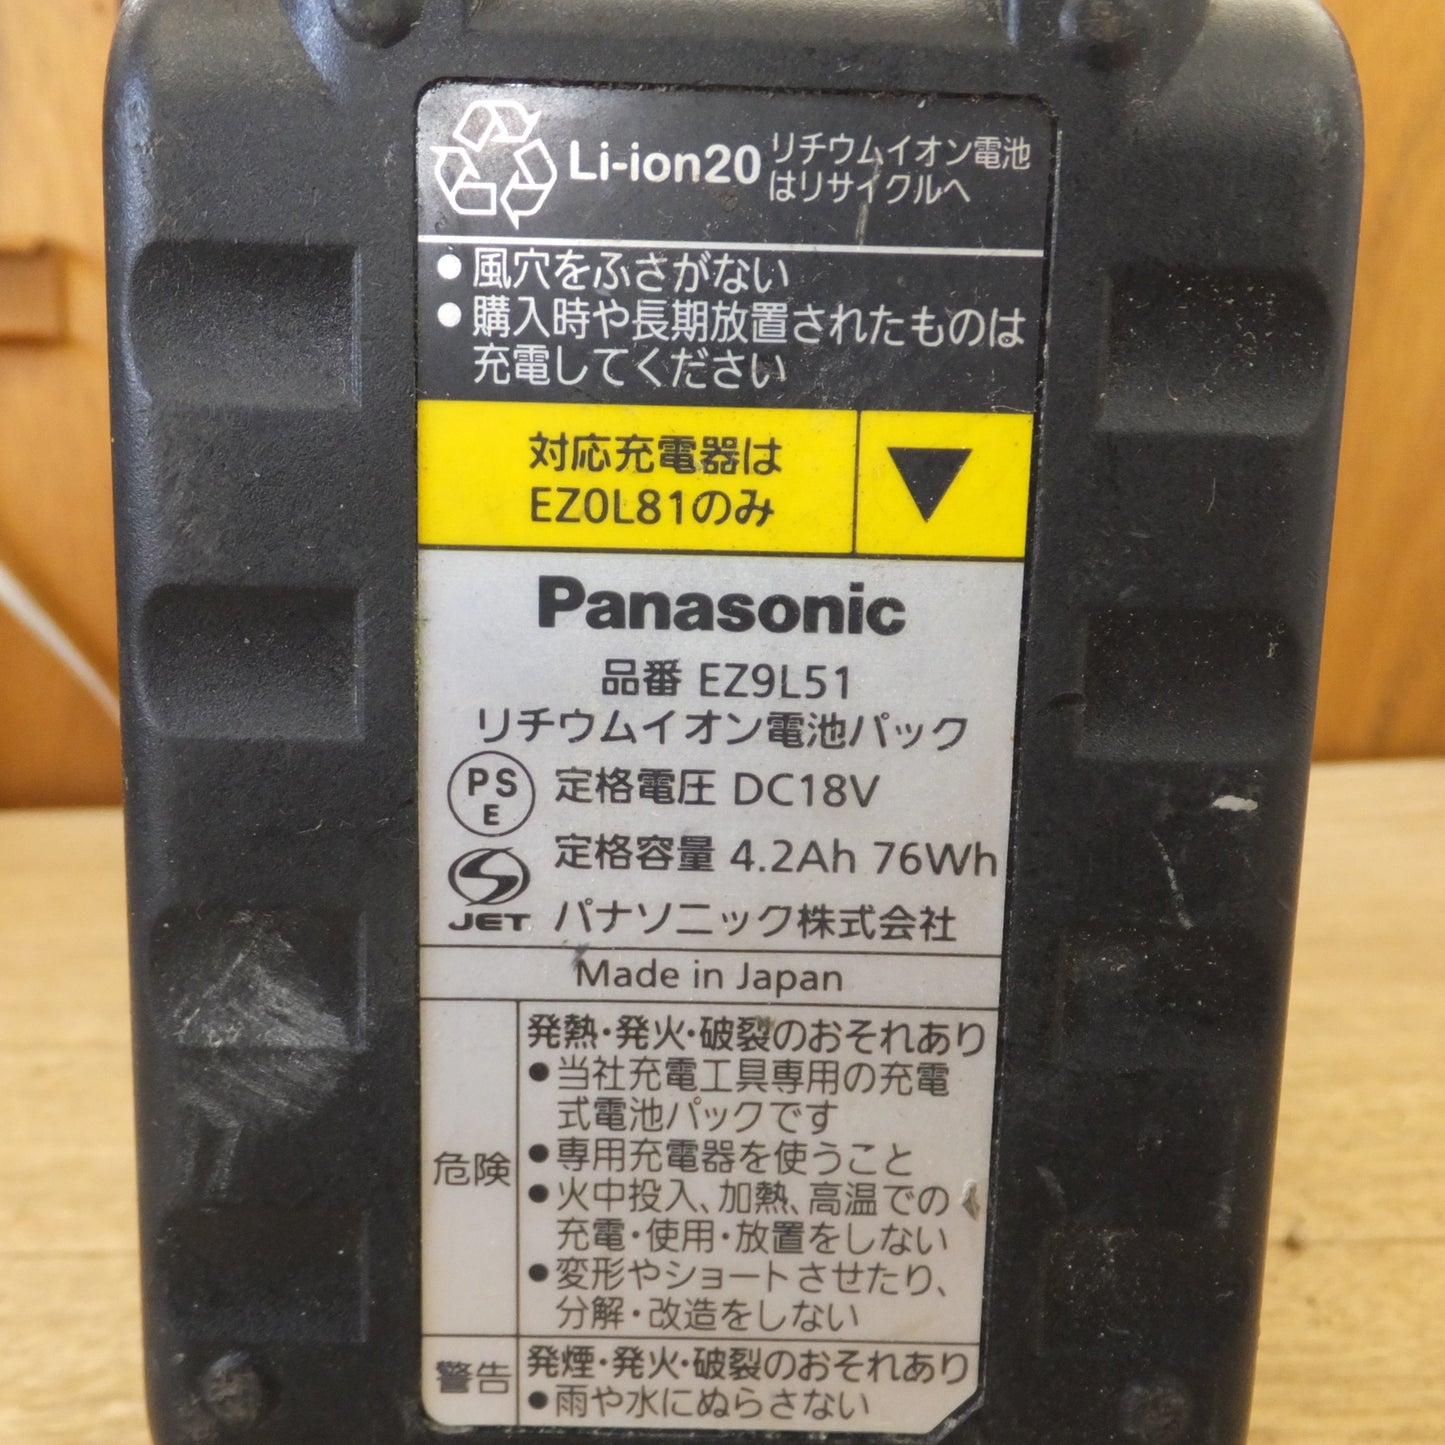 Li-ion20 リチウムイオン電池
はリサイクルへ
●風穴をふさがない
●購入時や長期放置されたものは
充電してください
対応充電器は
EZ0L81のみ
Panasonic
品番 EZ9L51
リチウムイオン電池パック
PS
E
定格電圧 DC18V
定格容量 4.2Ah 76Wh
JET パナソニック株式会社
Made in Japan
危険
発熱・発火・破裂のおそれあり
●当社充電工具専用の充電
式電池パックです
●専用充電器を使うこと
●火中投入、加熱、高温での
充電・使用・放置をしない
●変形やショートさせたり、
分解・改造をしない
警告
発煙・発火・破裂のおそれあり
●雨や水にぬらさない